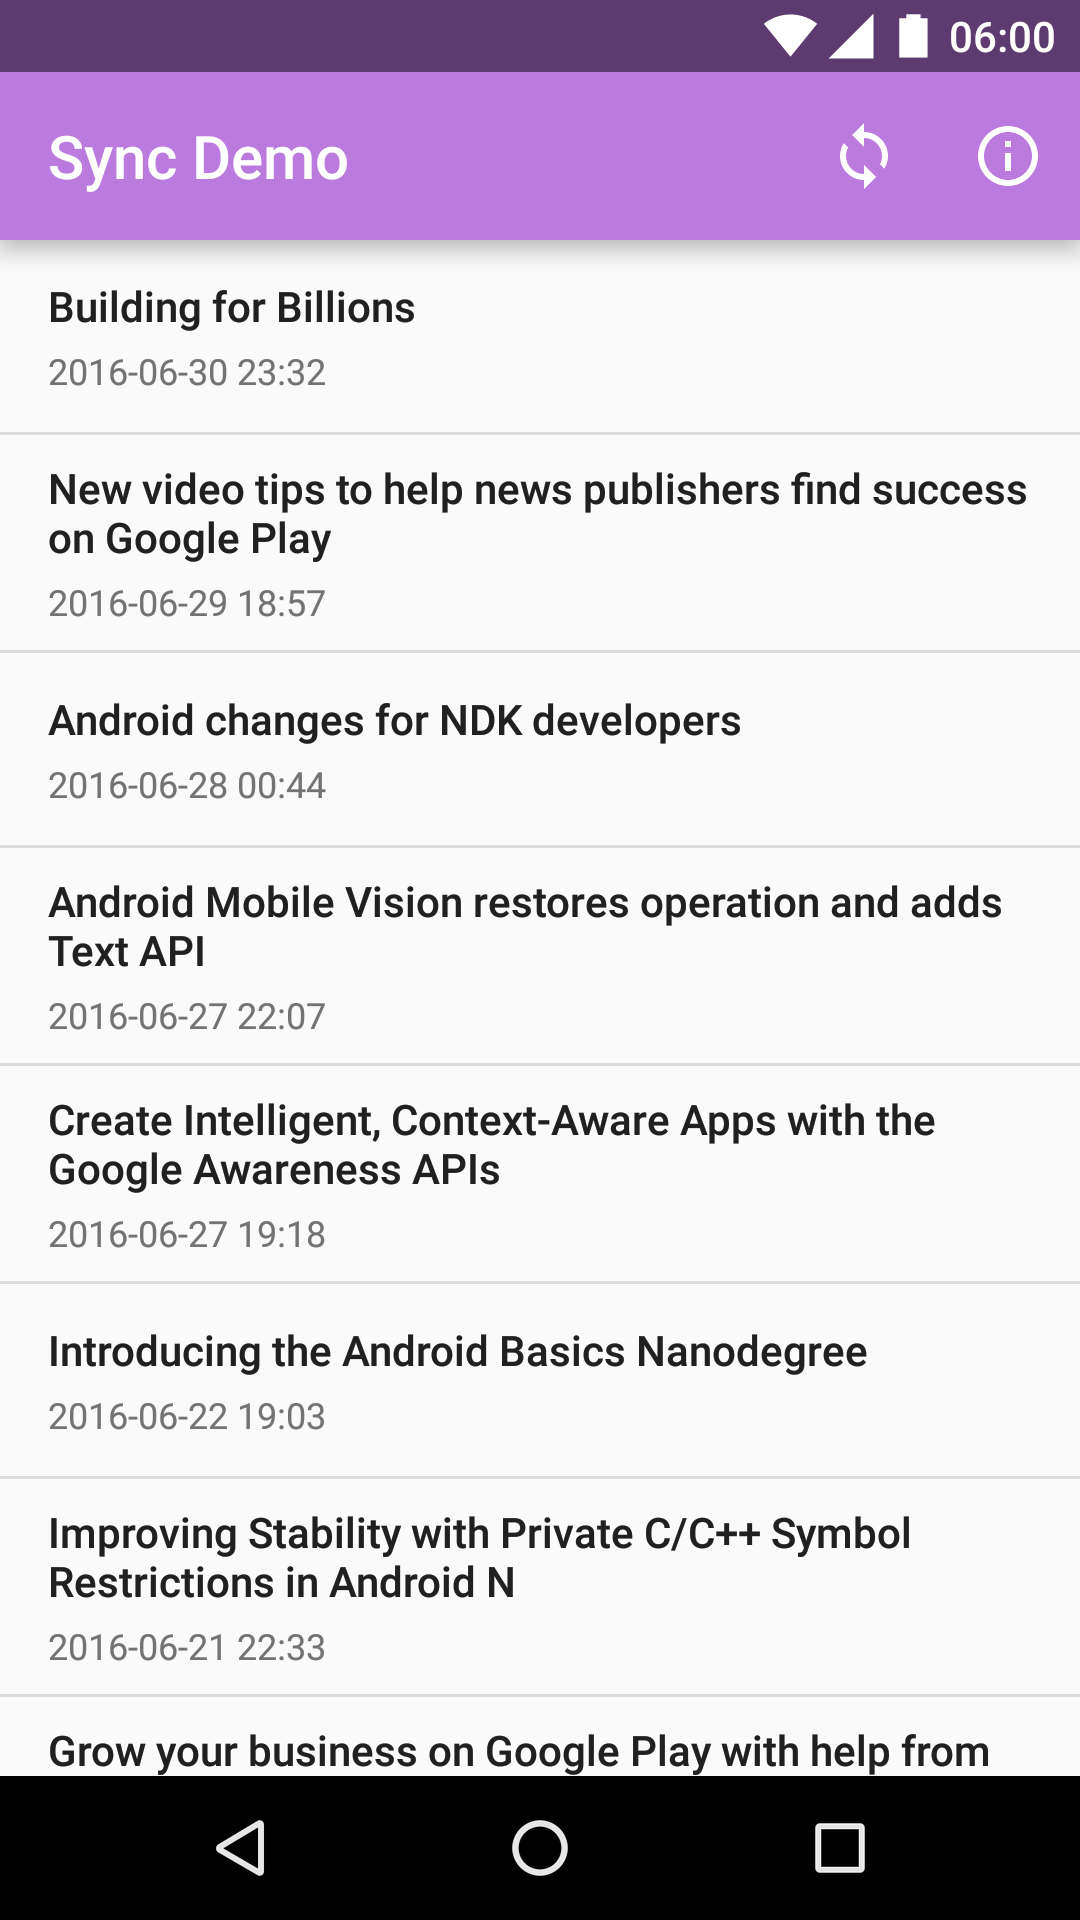 06:00
Sync Demo
Building for Billions
2016-06-30 23:32
New video tips to help news publishers find success
on Google Play
2016-06-29 18:57
Android changes for NDK developers
2016-06-28 00:44
Android Mobile Vision restores operation and adds
Text API
2016-06-27 22:07
Create Intelligent, Context-Aware Apps with the
Google Awareness APIs
2016-06-27 19:18
Introducing the Android Basics Nanodegree
2016-06-22 19:03
Improving Stability with Private C/C++ Symbol
Restrictions in Android N
2016-06-21 22:33
Grow your business on Google Play with help from